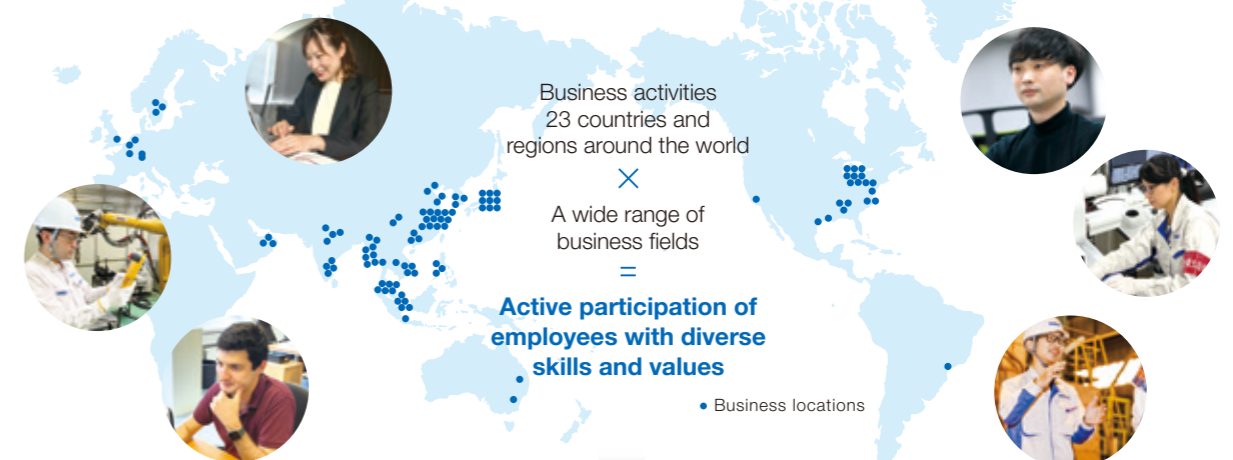 Business activities
23 countries and
regions around the world
×
A wide range of
business fields
=
Active participation of
employees with diverse
skills and values
• Business locations